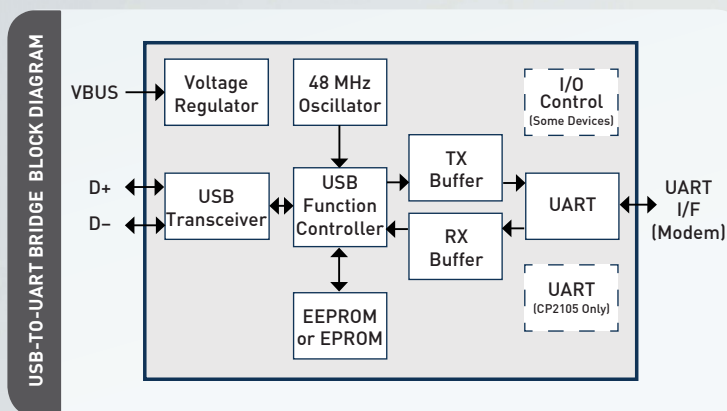 USB-TO-UART BRIDGE BLOCK DIAGRAM
VBUS
Voltage
Regulator
48 MHz
Oscillator
I/O
Control
(Some Devices)
D+
D–
USB
Transceiver
USB
Function
Controller
TX
Buffer
RX
Buffer
UART
UART
I/F
(Modem)
EEPROM
or EPROM
UART
(CP2105 Only)